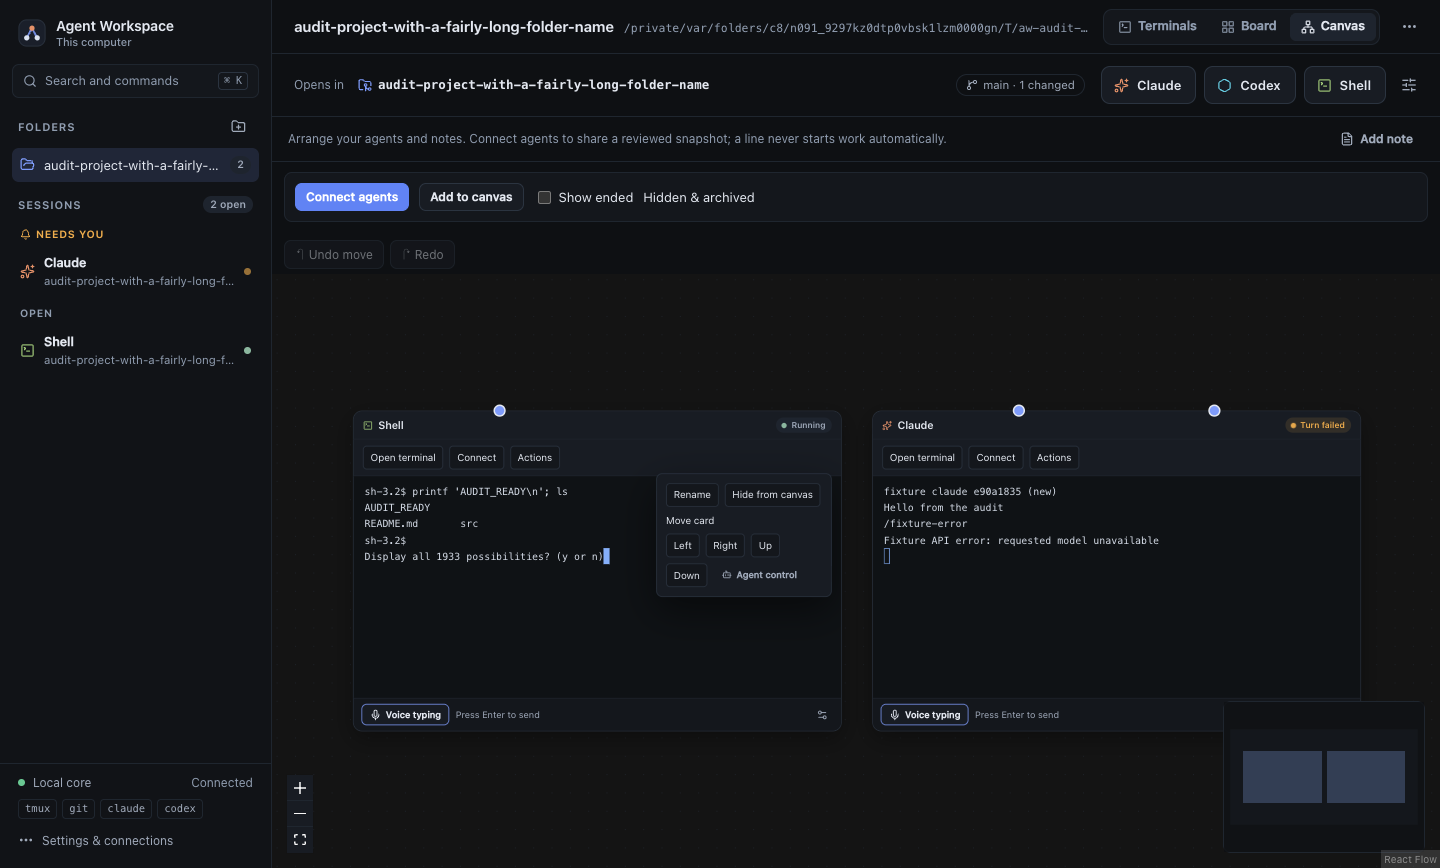 Agent Workspace
This computer
Search and commands ⌘ K
FOLDERS
audit-project-with-a-fairly-... 2
SESSIONS 2 open
NEEDS YOU
Claude
audit-project-with-a-fairly-long-f...
OPEN
Shell
audit-project-with-a-fairly-long-f...
Local core Connected
tmux git claude codex
Settings & connections
audit-project-with-a-fairly-long-folder-name /private/var/folders/c8/n091_9297kz0dtp0vbsk1lzm0000gn/T/aw-audit-… Terminals Board Canvas
Opens in audit-project-with-a-fairly-long-folder-name main · 1 changed Claude Codex Shell
Arrange your agents and notes. Connect agents to share a reviewed snapshot; a line never starts work automatically. Add note
Connect agents Add to canvas Show ended Hidden & archived
Undo move Redo
Shell Running
Open terminal Connect Actions
sh-3.2$ printf 'AUDIT_READY\n'; ls
AUDIT_READY
README.md src
sh-3.2$
Display all 1933 possibilities? (y or n)
Rename Hide from canvas
Move card
Left Right Up
Down Agent control
Voice typing Press Enter to send
Claude Turn failed
Open terminal Connect Actions
fixture claude e90a1835 (new)
Hello from the audit
/fixture-error
Fixture API error: requested model unavailable
Voice typing Press Enter to send
React Flow